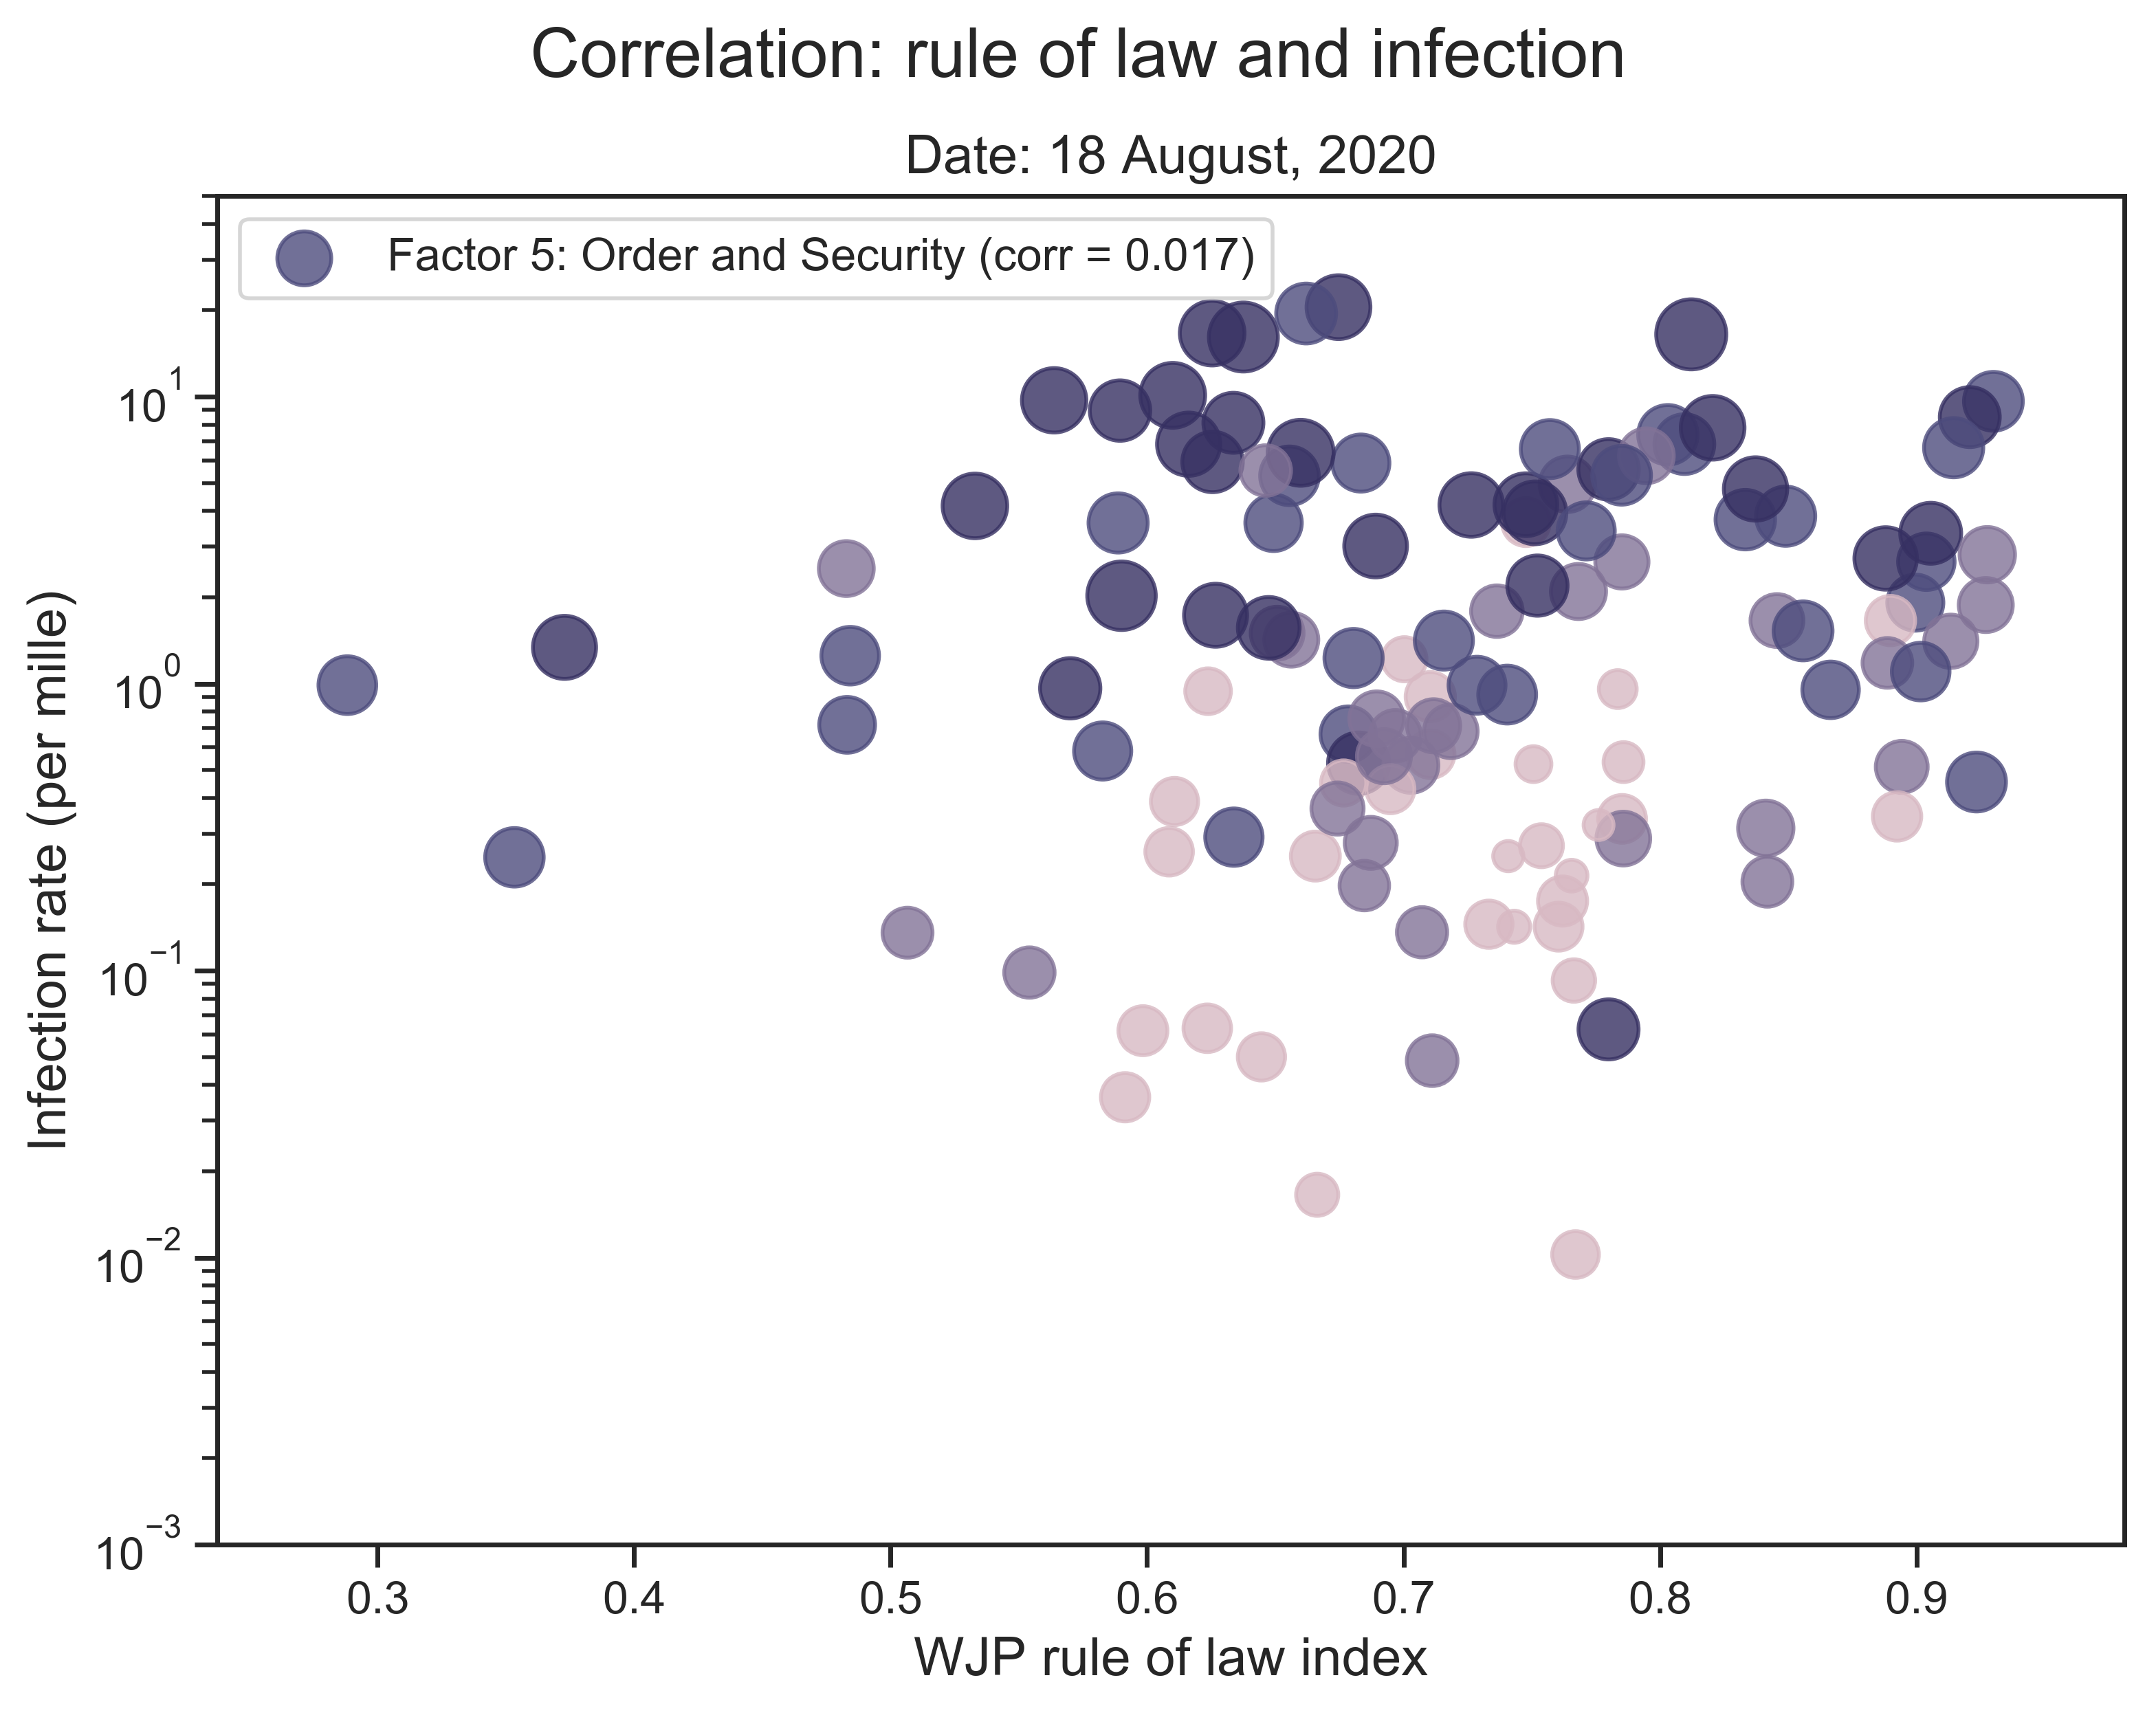 Correlation: rule of law and infection
Date: 18 August, 2020
Factor 5: Order and Security (corr = 0.017)
Infection rate (per mille)
10^1
10^0
10^−1
10^−2
10^−3
0.3 0.4 0.5 0.6 0.7 0.8 0.9
WJP rule of law index